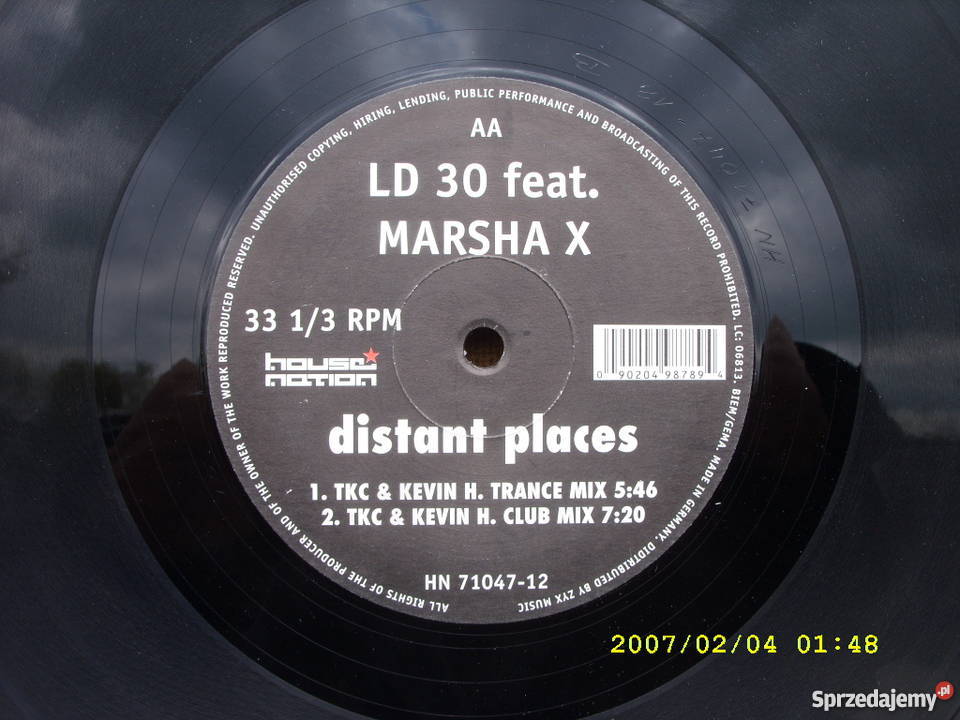 AA
LD 30 feat.
MARSHA X
33 1/3 RPM
house nation
0 90204 98789 4
distant places
1. TKC & KEVIN H. TRANCE MIX 5:46
2. TKC & KEVIN H. CLUB MIX 7:20
HN 71047-12
ALL RIGHTS OF THE PRODUCER AND OF THE OWNER OF THE WORK REPRODUCED RESERVED. UNAUTHORISED COPYING, HIRING, LENDING, PUBLIC PERFORMANCE AND BROADCASTING OF THIS RECORD PROHIBITED. LC: 06813. BIEM/GEMA. MADE IN GERMANY. DIDTRIBUTED BY ZYX MUSIC
HN 71047-12 B
2007/02/04 01:48
Sprzedajemy.pl